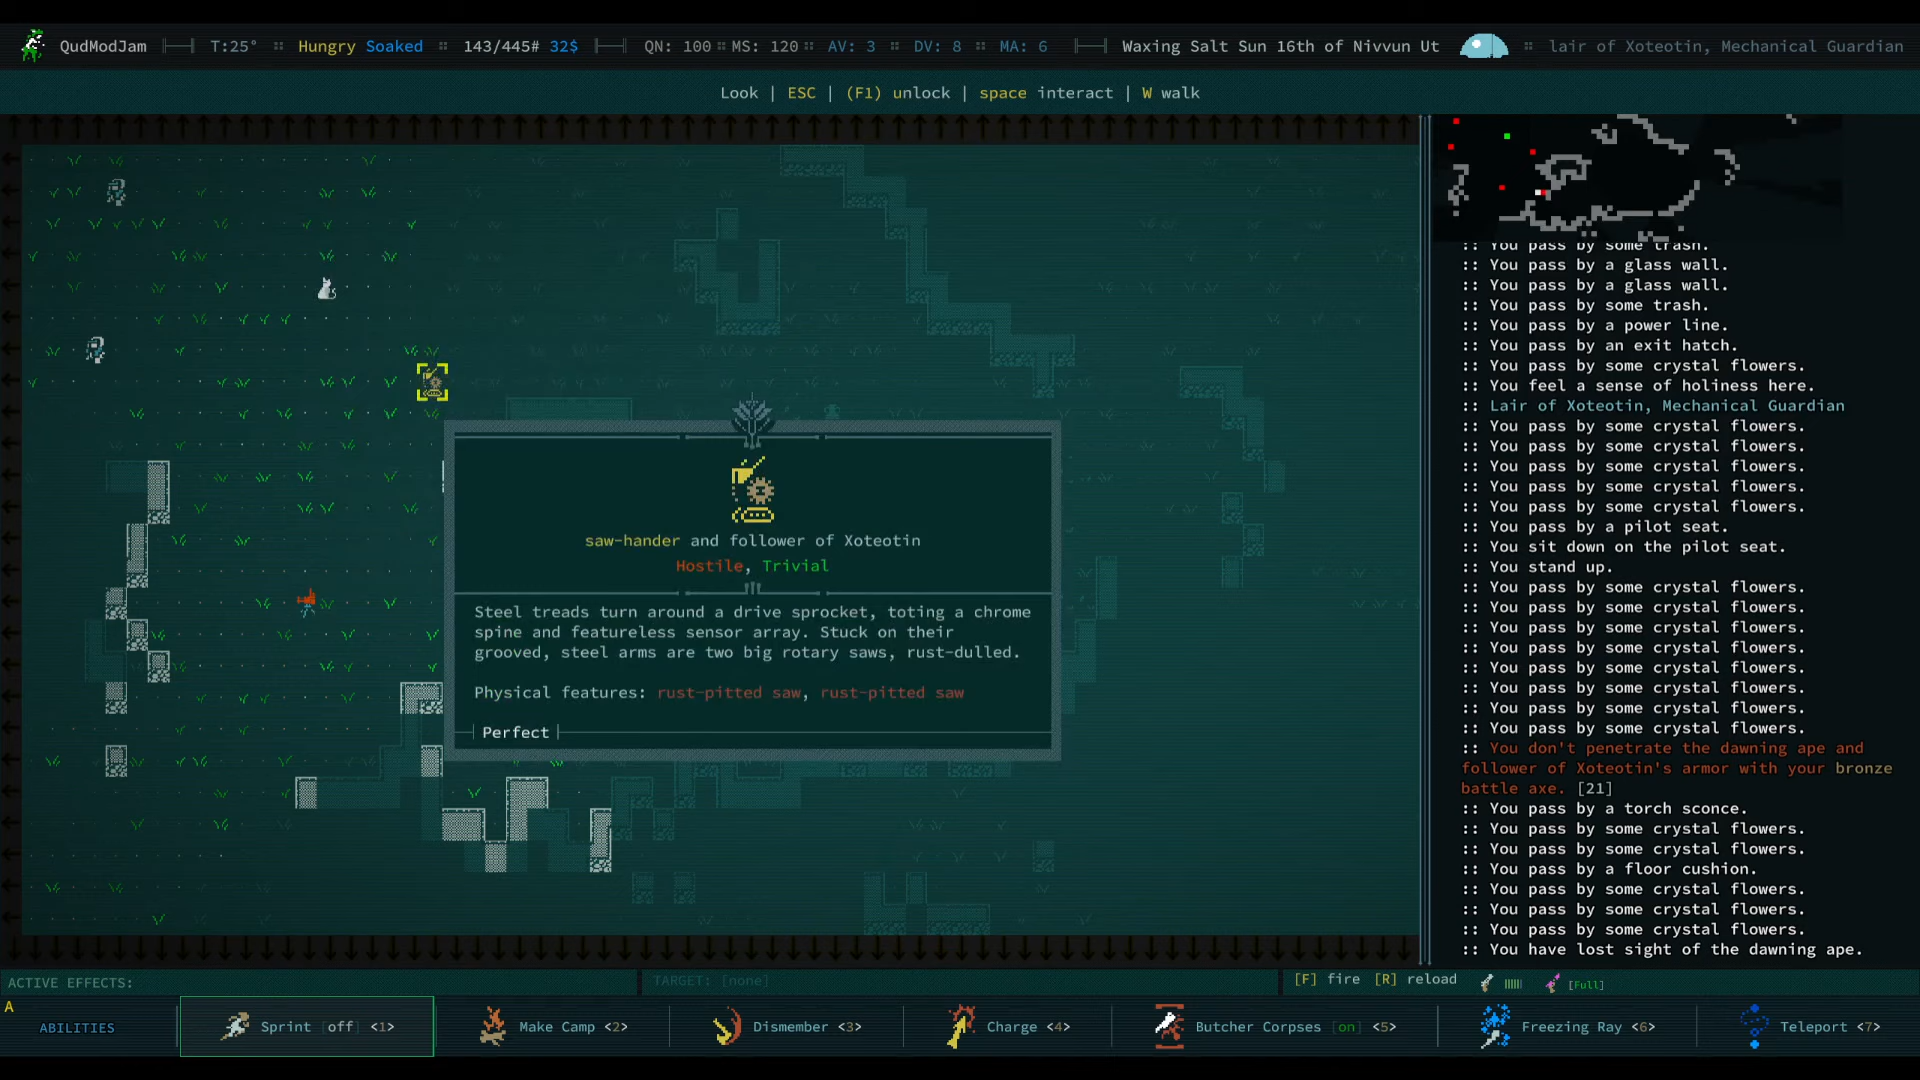 QudModJam T:25° :: Hungry Soaked :: 143/445# 32$ QN: 100 :: MS: 120 :: AV: 3 :: DV: 8 :: MA: 6 Waxing Salt Sun 16th of Nivvun Ut :: lair of Xoteotin, Mechanical Guardian
Look | ESC | (F1) unlock | space interact | W walk
:: You pass by some trash.
:: You pass by a glass wall.
:: You pass by a glass wall.
:: You pass by some trash.
:: You pass by a power line.
:: You pass by an exit hatch.
:: You pass by some crystal flowers.
:: You feel a sense of holiness here.
:: Lair of Xoteotin, Mechanical Guardian
:: You pass by some crystal flowers.
:: You pass by some crystal flowers.
:: You pass by some crystal flowers.
:: You pass by some crystal flowers.
:: You pass by some crystal flowers.
:: You pass by a pilot seat.
:: You sit down on the pilot seat.
:: You stand up.
:: You pass by some crystal flowers.
:: You pass by some crystal flowers.
:: You pass by some crystal flowers.
:: You pass by some crystal flowers.
:: You pass by some crystal flowers.
:: You pass by some crystal flowers.
:: You pass by some crystal flowers.
:: You pass by some crystal flowers.
:: You don't penetrate the dawning ape and
follower of Xoteotin's armor with your bronze
battle axe. [21]
:: You pass by a torch sconce.
:: You pass by some crystal flowers.
:: You pass by some crystal flowers.
:: You pass by a floor cushion.
:: You pass by some crystal flowers.
:: You pass by some crystal flowers.
:: You pass by some crystal flowers.
:: You have lost sight of the dawning ape.
saw-hander and follower of Xoteotin
Hostile, Trivial
Steel treads turn around a drive sprocket, toting a chrome
spine and featureless sensor array. Stuck on their
grooved, steel arms are two big rotary saws, rust-dulled.
Physical features: rust-pitted saw, rust-pitted saw
Perfect
ACTIVE EFFECTS: TARGET: [none] [F] fire [R] reload [Full]
A
ABILITIES Sprint [off] <1> Make Camp <2> Dismember <3> Charge <4> Butcher Corpses [on] <5> Freezing Ray <6> Teleport <7>